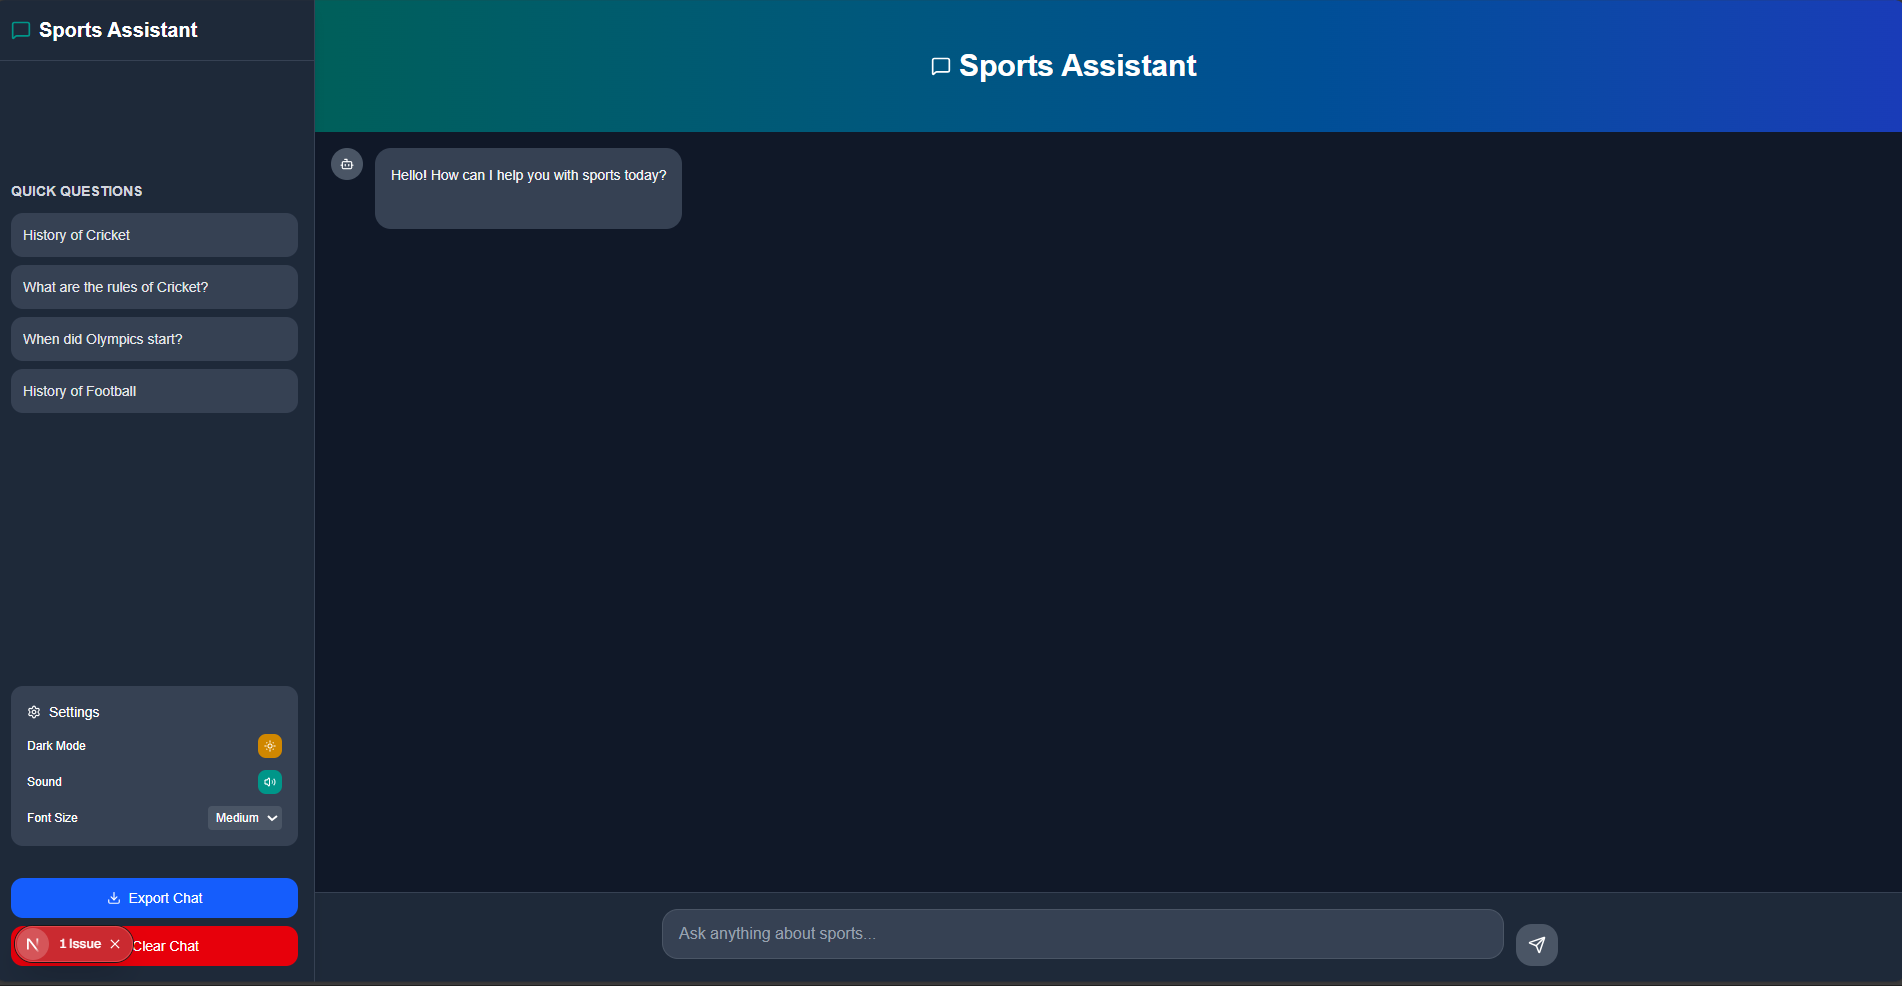 Sports Assistant
QUICK QUESTIONS
History of Cricket
What are the rules of Cricket?
When did Olympics start?
History of Football
Settings
Dark Mode
Sound
Font Size
Medium
Export Chat
N 1 Issue
Clear Chat
Sports Assistant
Hello! How can I help you with sports today?
Ask anything about sports...